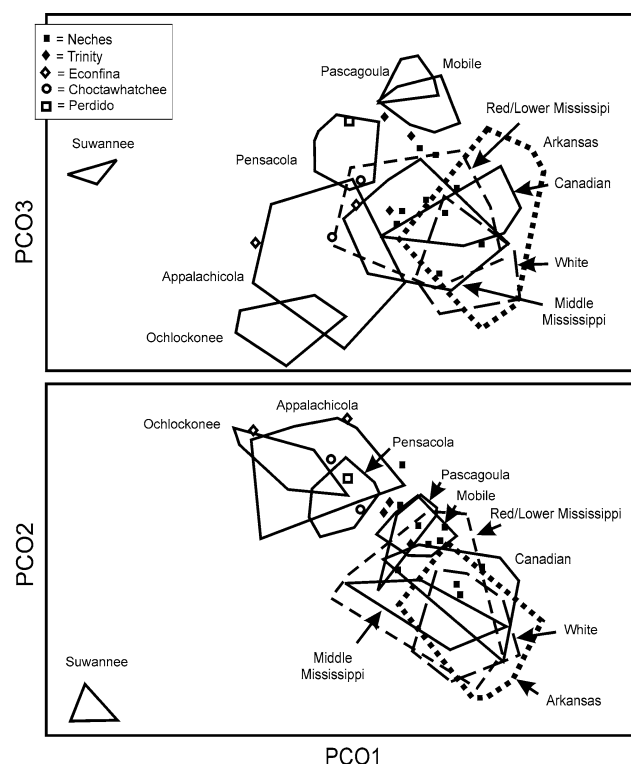 = Neches
= Trinity
= Econfina
= Choctawhatchee
= Perdido
Pascagoula
Mobile
Red/Lower Mississipi
Suwannee
Arkansas
Pensacola
Canadian
PCO3
White
Appalachicola
Middle
Mississippi
Ochlockonee
Appalachicola
Ochlockonee
Pensacola
Pascagoula
Mobile
Red/Lower Mississippi
PCO2
Canadian
White
Suwannee
Middle
Mississippi
Arkansas
PCO1